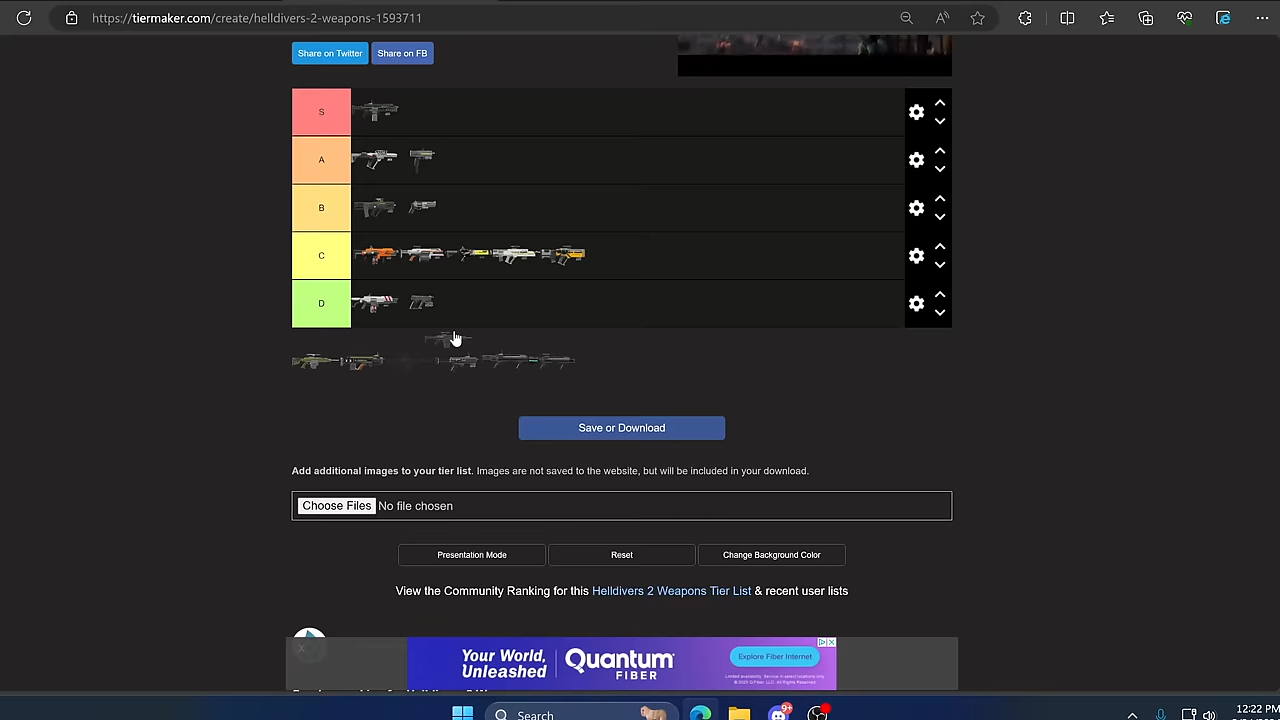 https://tiermaker.com/create/helldivers-2-weapons-1593711
Share on Twitter Share on FB
S
A
B
C
D
Save or Download
Add additional images to your tier list. Images are not saved to the website, but will be included in your download.
Choose Files No file chosen
Presentation Mode Reset Change Background Color
View the Community Ranking for this Helldivers 2 Weapons Tier List & recent user lists
Your World, Unleashed
Quantum FIBER
Explore Fiber Internet
Search
9+
12:22 PM